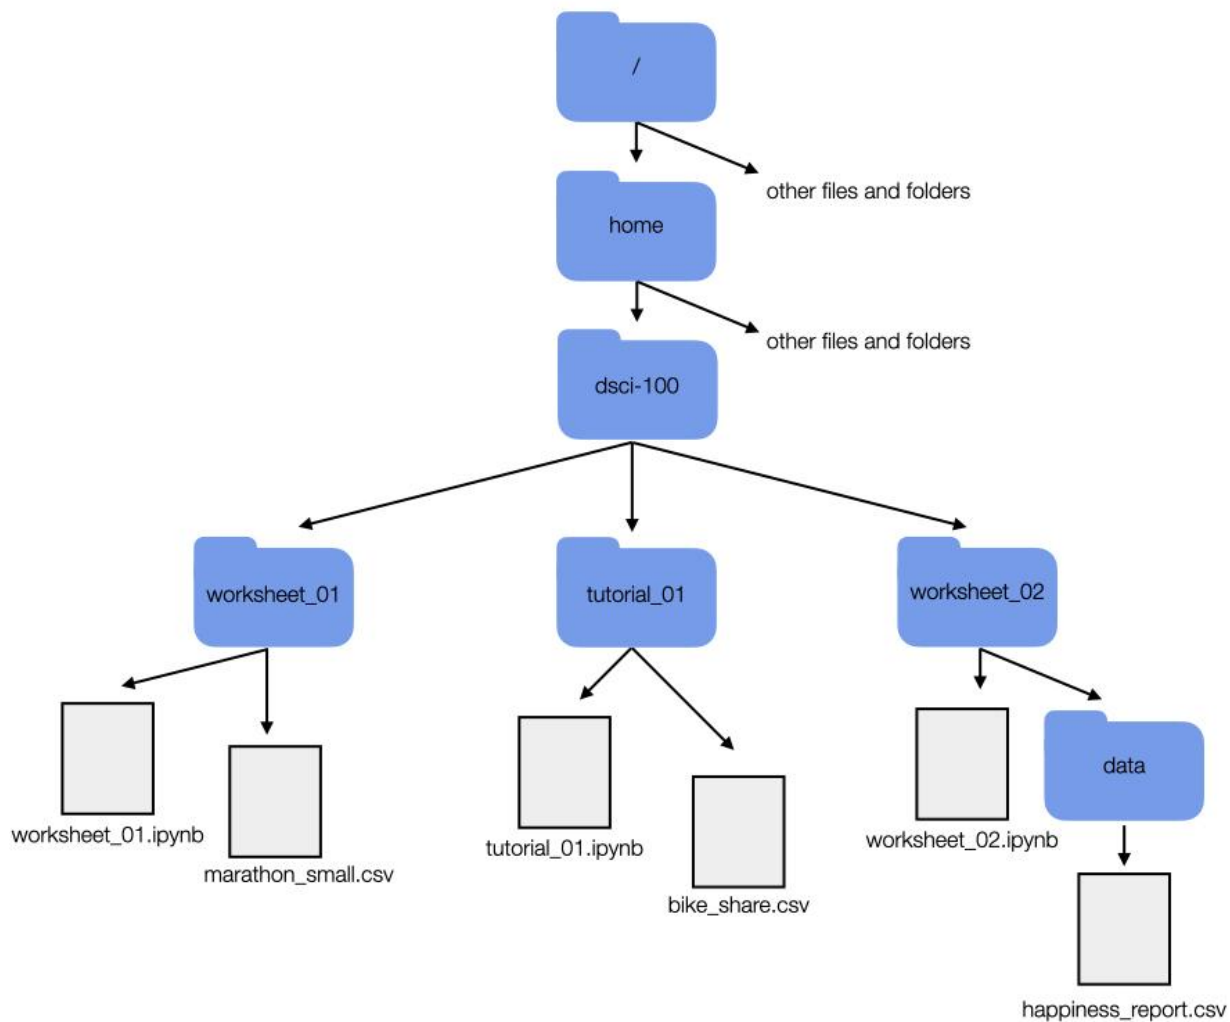 /
other files and folders
home
other files and folders
dsci-100
worksheet_01
tutorial_01
worksheet_02
data
worksheet_01.ipynb
marathon_small.csv
tutorial_01.ipynb
bike_share.csv
worksheet_02.ipynb
happiness_report.csv